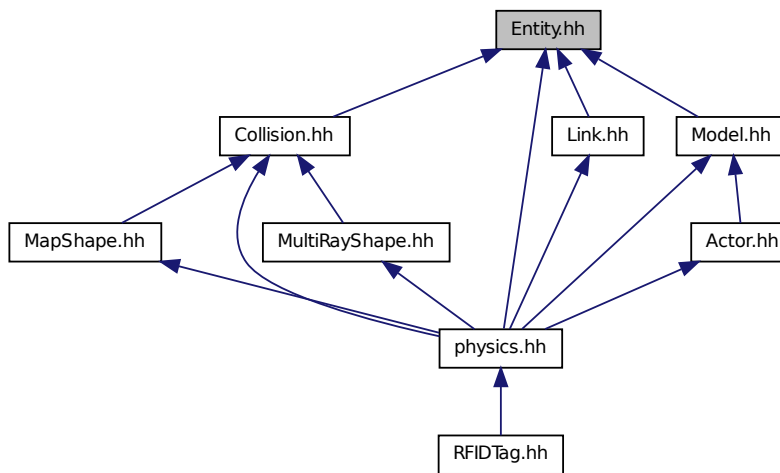 Entity.hh
Collision.hh
Link.hh
Model.hh
MapShape.hh
MultiRayShape.hh
Actor.hh
physics.hh
RFIDTag.hh